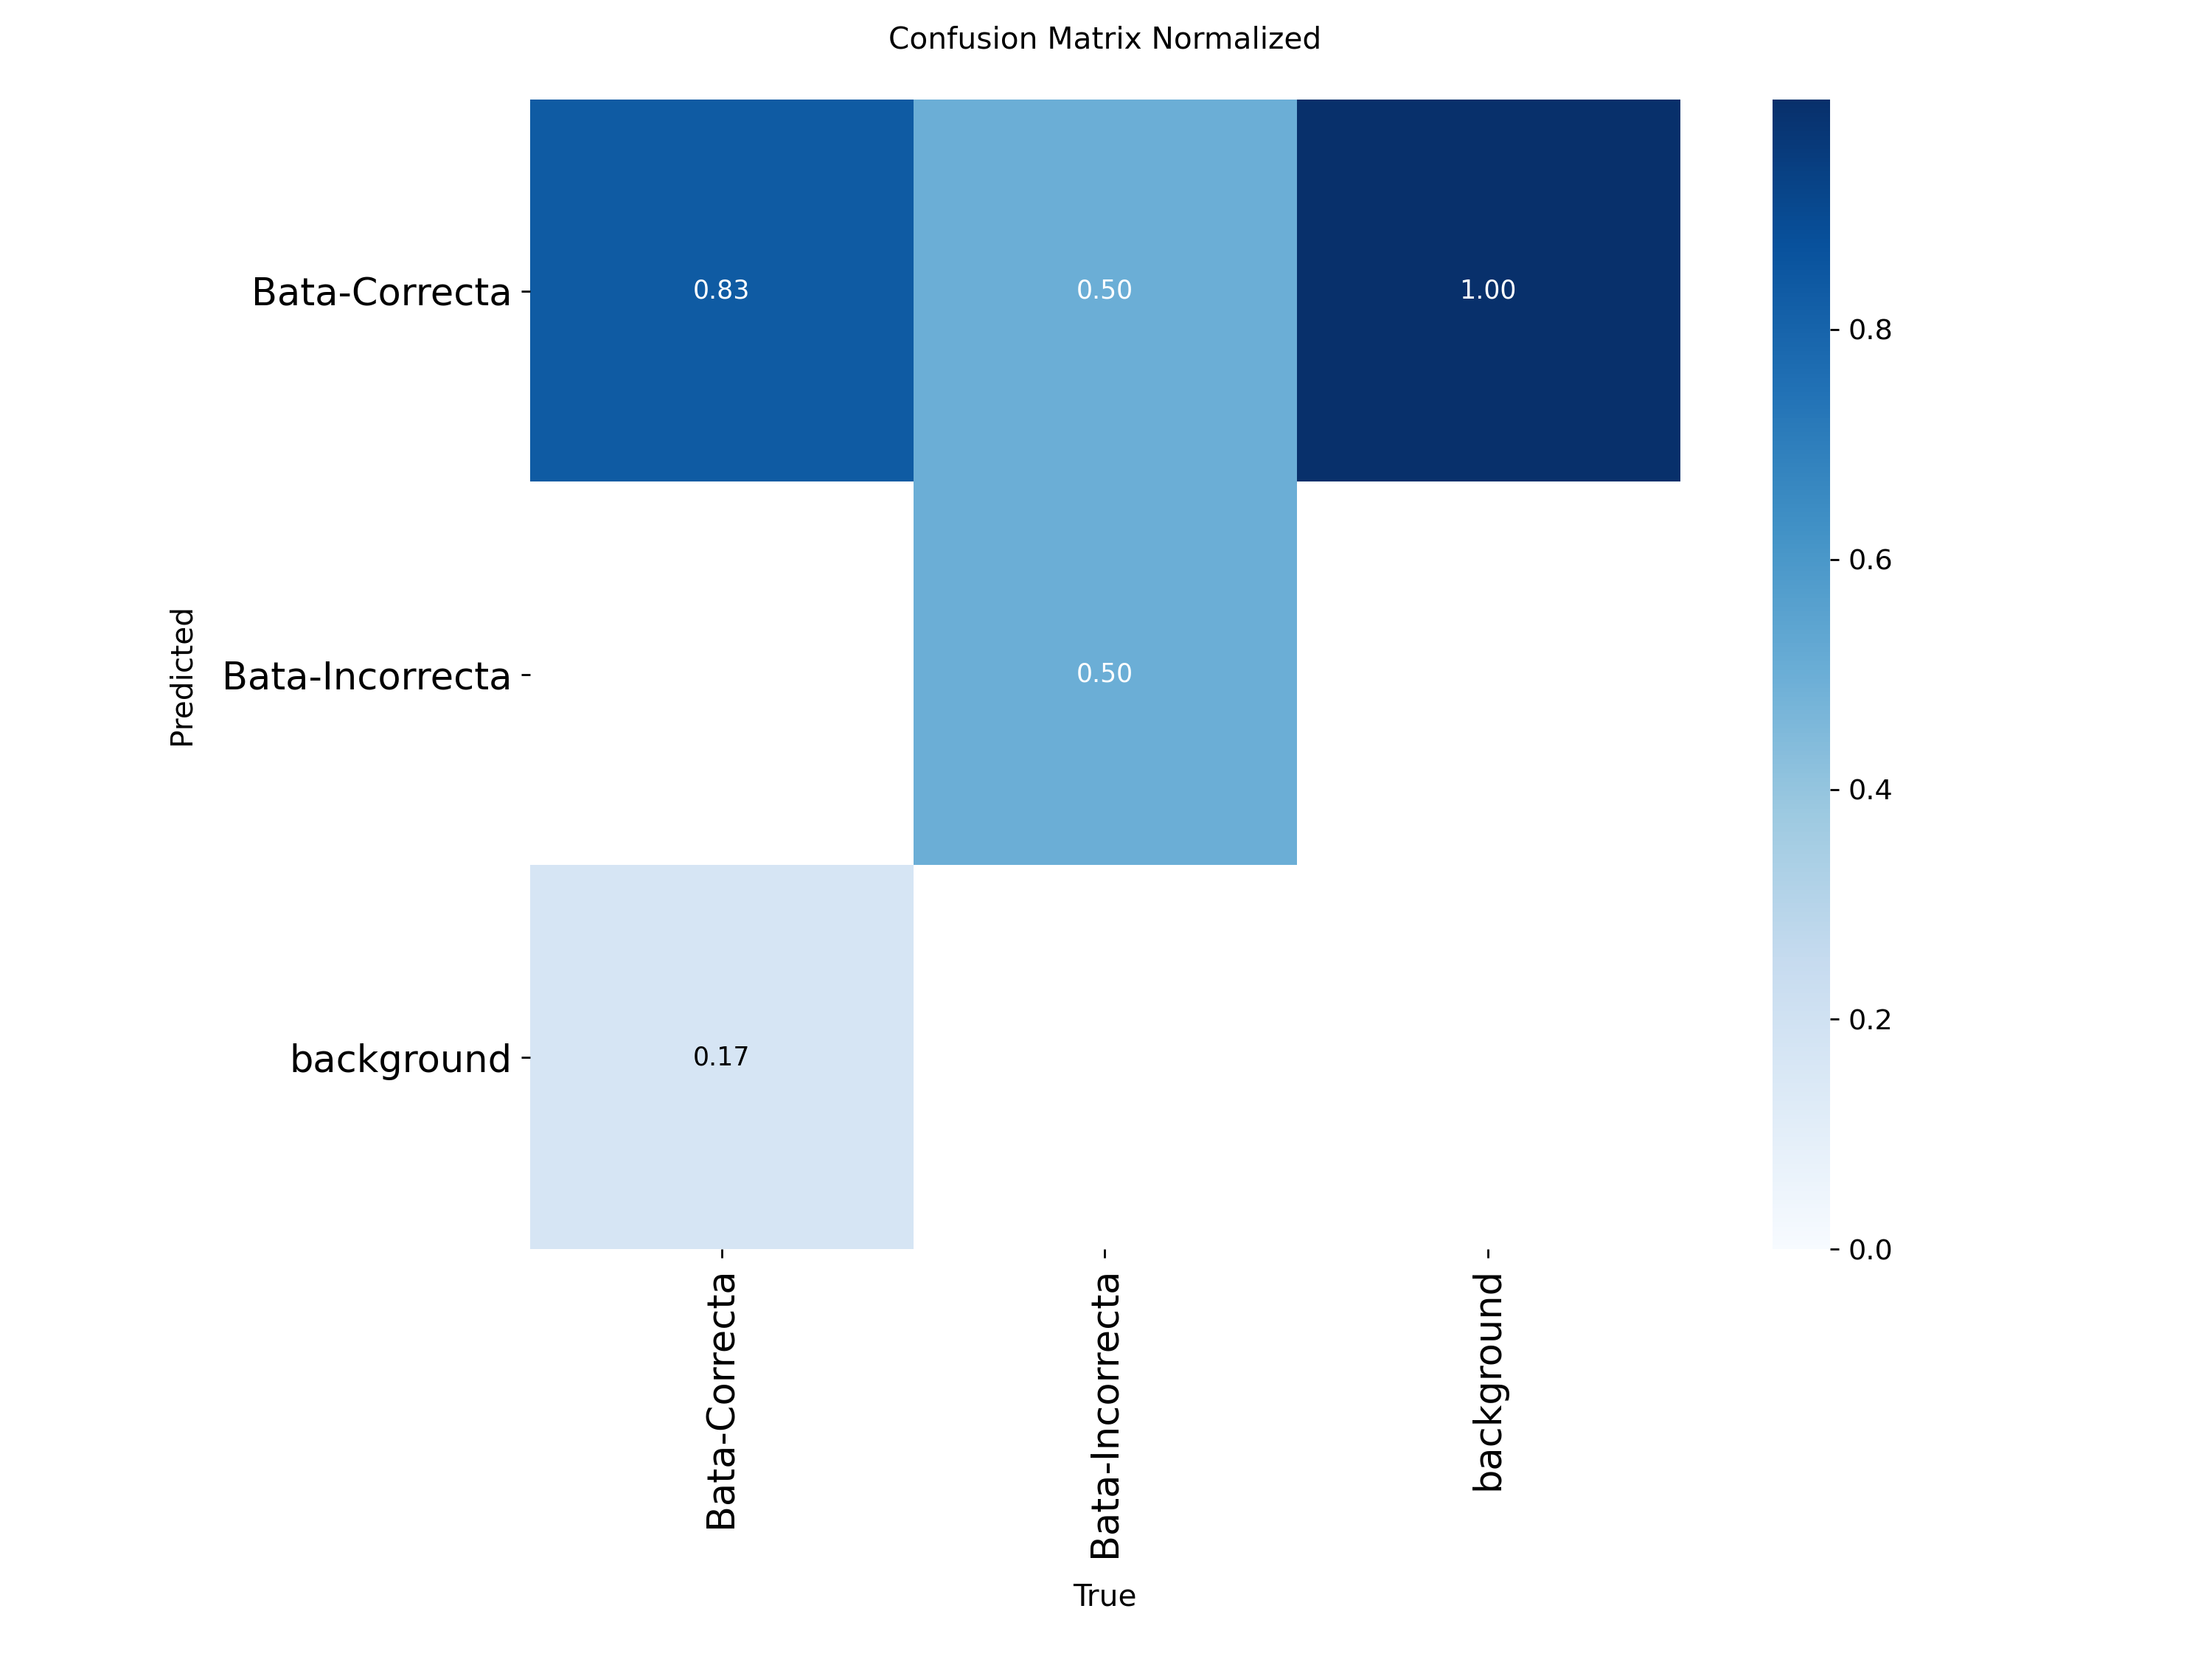 Confusion Matrix Normalized
Predicted
Bata-Correcta
0.83
0.50
1.00
Bata-Incorrecta
0.50
background
0.17
Bata-Correcta
Bata-Incorrecta
background
True
0.8
0.6
0.4
0.2
0.0